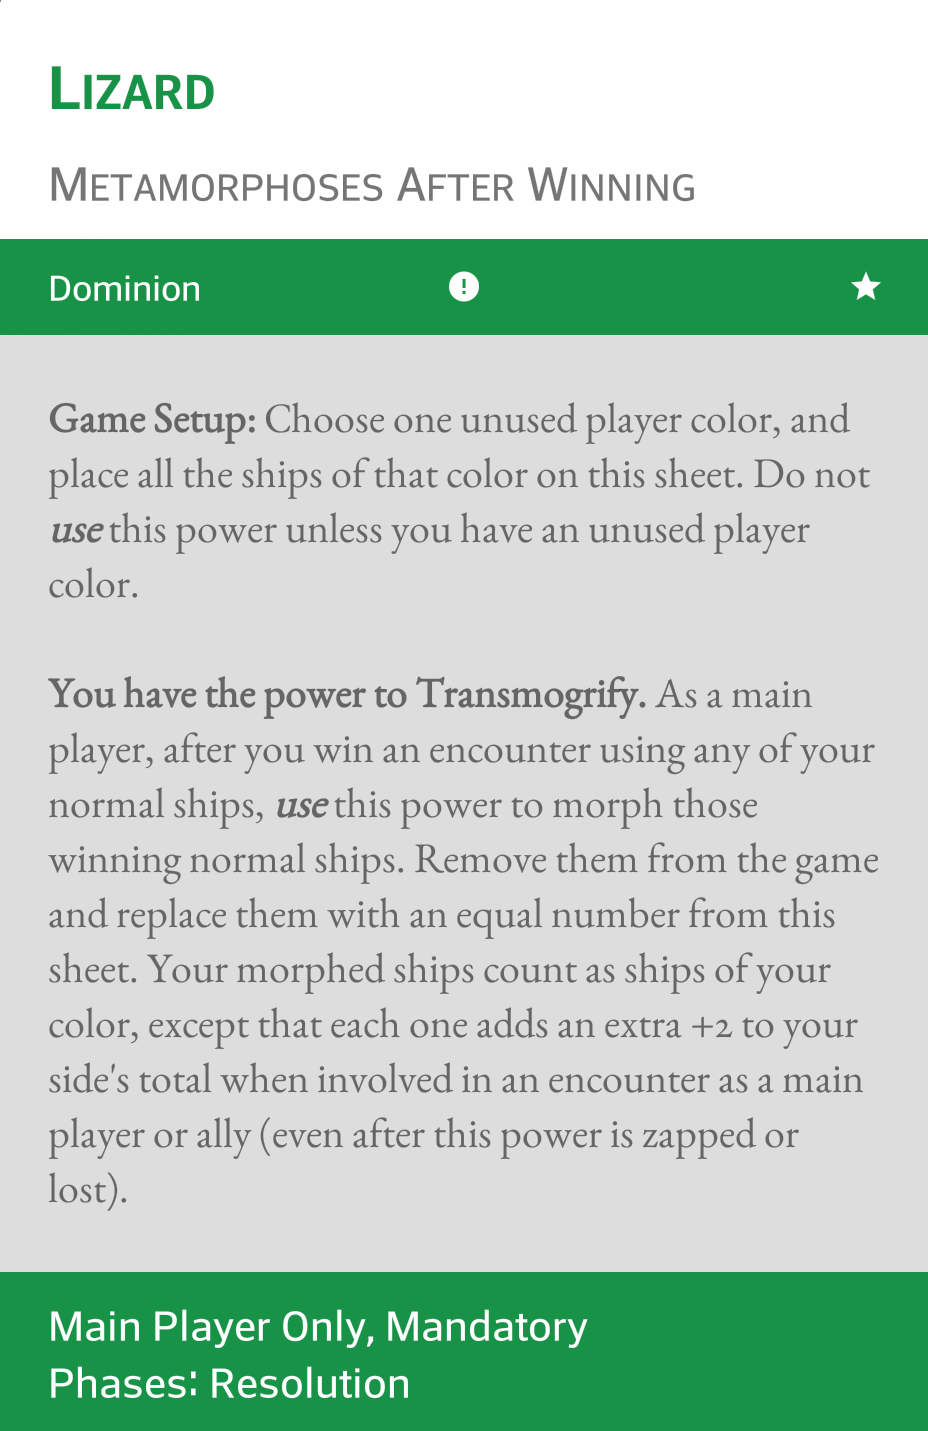 Lizard
Metamorphoses After Winning
Dominion
Game Setup: Choose one unused player color, and
place all the ships of that color on this sheet. Do not
use this power unless you have an unused player
color.
You have the power to Transmogrify. As a main
player, after you win an encounter using any of your
normal ships, use this power to morph those
winning normal ships. Remove them from the game
and replace them with an equal number from this
sheet. Your morphed ships count as ships of your
color, except that each one adds an extra +2 to your
side's total when involved in an encounter as a main
player or ally (even after this power is zapped or
lost).
Main Player Only, Mandatory
Phases: Resolution